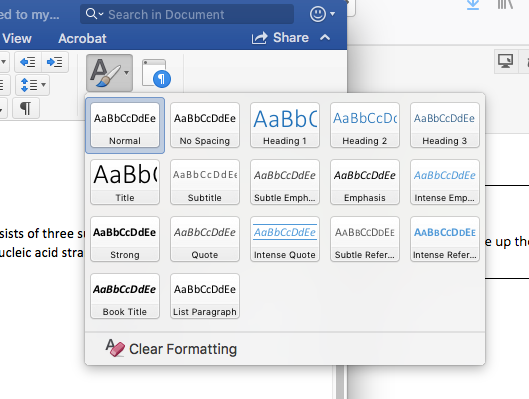 ed to my...
Search in Document
View Acrobat Share
AaBbCcDdEe AaBbCcDdEe AaBbC AaBbCcDc AaBbCcDdEe
Normal No Spacing Heading 1 Heading 2 Heading 3
AaBb( AaBbCcDdEe AaBbCcDdEe AaBbCcDdEe AaBbCcDdEe
Title Subtitle Subtle Emph... Emphasis Intense Emp...
sists of three su
AaBbCcDdEe AaBbCcDdEe AaBbCcDdEe AaBbCcDdEe AaBbCcDdEe
e up the
ucleic acid stra
Strong Quote Intense Quote Subtle Refer... Intense Refer...
AaBbCcDdEe AaBbCcDdEe
Book Title List Paragraph
Clear Formatting